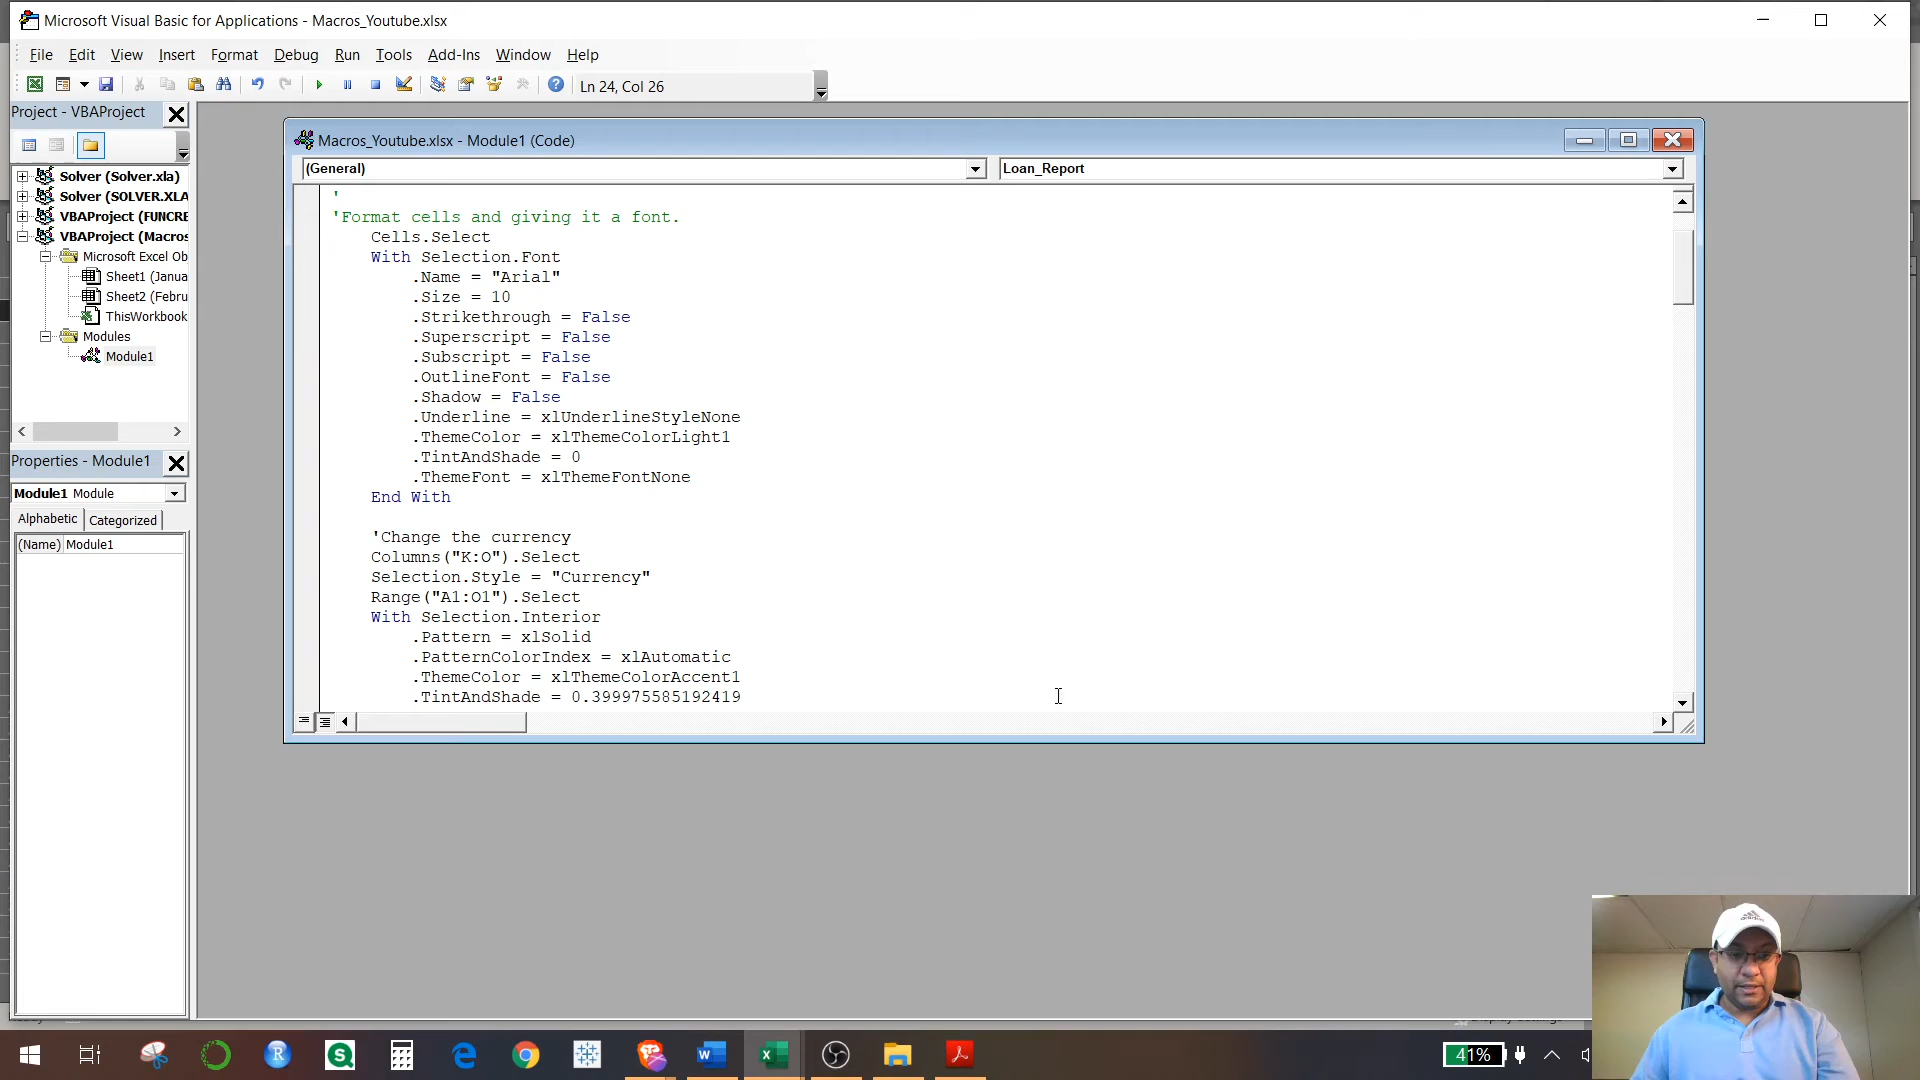 Microsoft Visual Basic for Applications - Macros_Youtube.xlsx
File Edit View Insert Format Debug Run Tools Add-Ins Window Help
Ln 24, Col 26
Project - VBAProject
Solver (Solver.xla)
Solver (SOLVER.XLA
VBAProject (FUNCRE
VBAProject (Macros
Microsoft Excel Ob
Sheet1 (Janua
Sheet2 (Febru
ThisWorkbook
Modules
Module1
Properties - Module1
Module1 Module
Alphabetic Categorized
(Name) Module1
Macros_Youtube.xlsx - Module1 (Code)
(General) Loan_Report
'
'Format cells and giving it a font.
Cells.Select
With Selection.Font
.Name = "Arial"
.Size = 10
.Strikethrough = False
.Superscript = False
.Subscript = False
.OutlineFont = False
.Shadow = False
.Underline = xlUnderlineStyleNone
.ThemeColor = xlThemeColorLight1
.TintAndShade = 0
.ThemeFont = xlThemeFontNone
End With
'Change the currency
Columns("K:O").Select
Selection.Style = "Currency"
Range("A1:O1").Select
With Selection.Interior
.Pattern = xlSolid
.PatternColorIndex = xlAutomatic
.ThemeColor = xlThemeColorAccent1
.TintAndShade = 0.399975585192419
41%